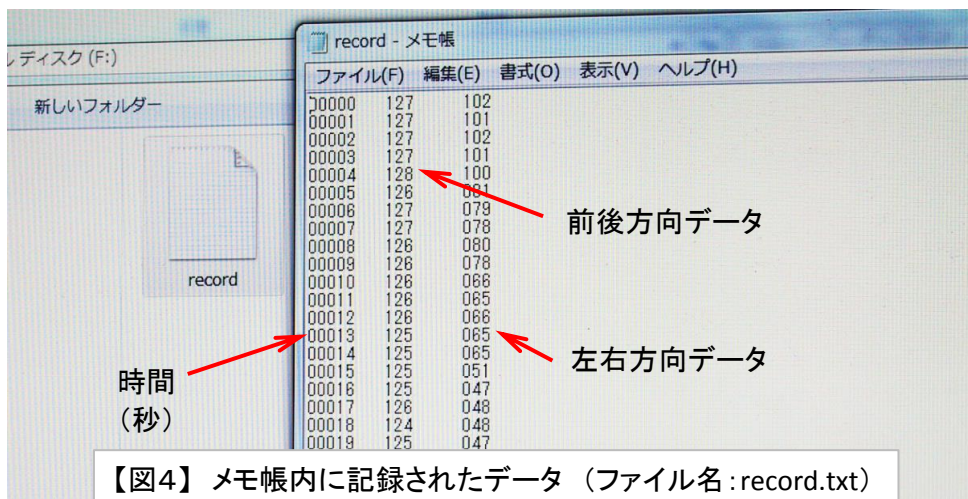 ルディスク (F:)
新しいフォルダー
record
record - メモ帳
ファイル(F) 編集(E) 書式(O) 表示(V) ヘルプ(H)
00000 127 102
00001 127 101
00002 127 102
00003 127 101
00004 128 100
00005 126 081
00006 127 079
00007 127 078
00008 126 080
00009 126 078
00010 126 066
00011 126 065
00012 126 066
00013 125 065
00014 125 065
00015 125 051
00016 125 047
00017 126 048
00018 124 048
00019 125 047
前後方向データ
左右方向データ
時間
（秒）
【図4】 メモ帳内に記録されたデータ （ファイル名：record.txt）